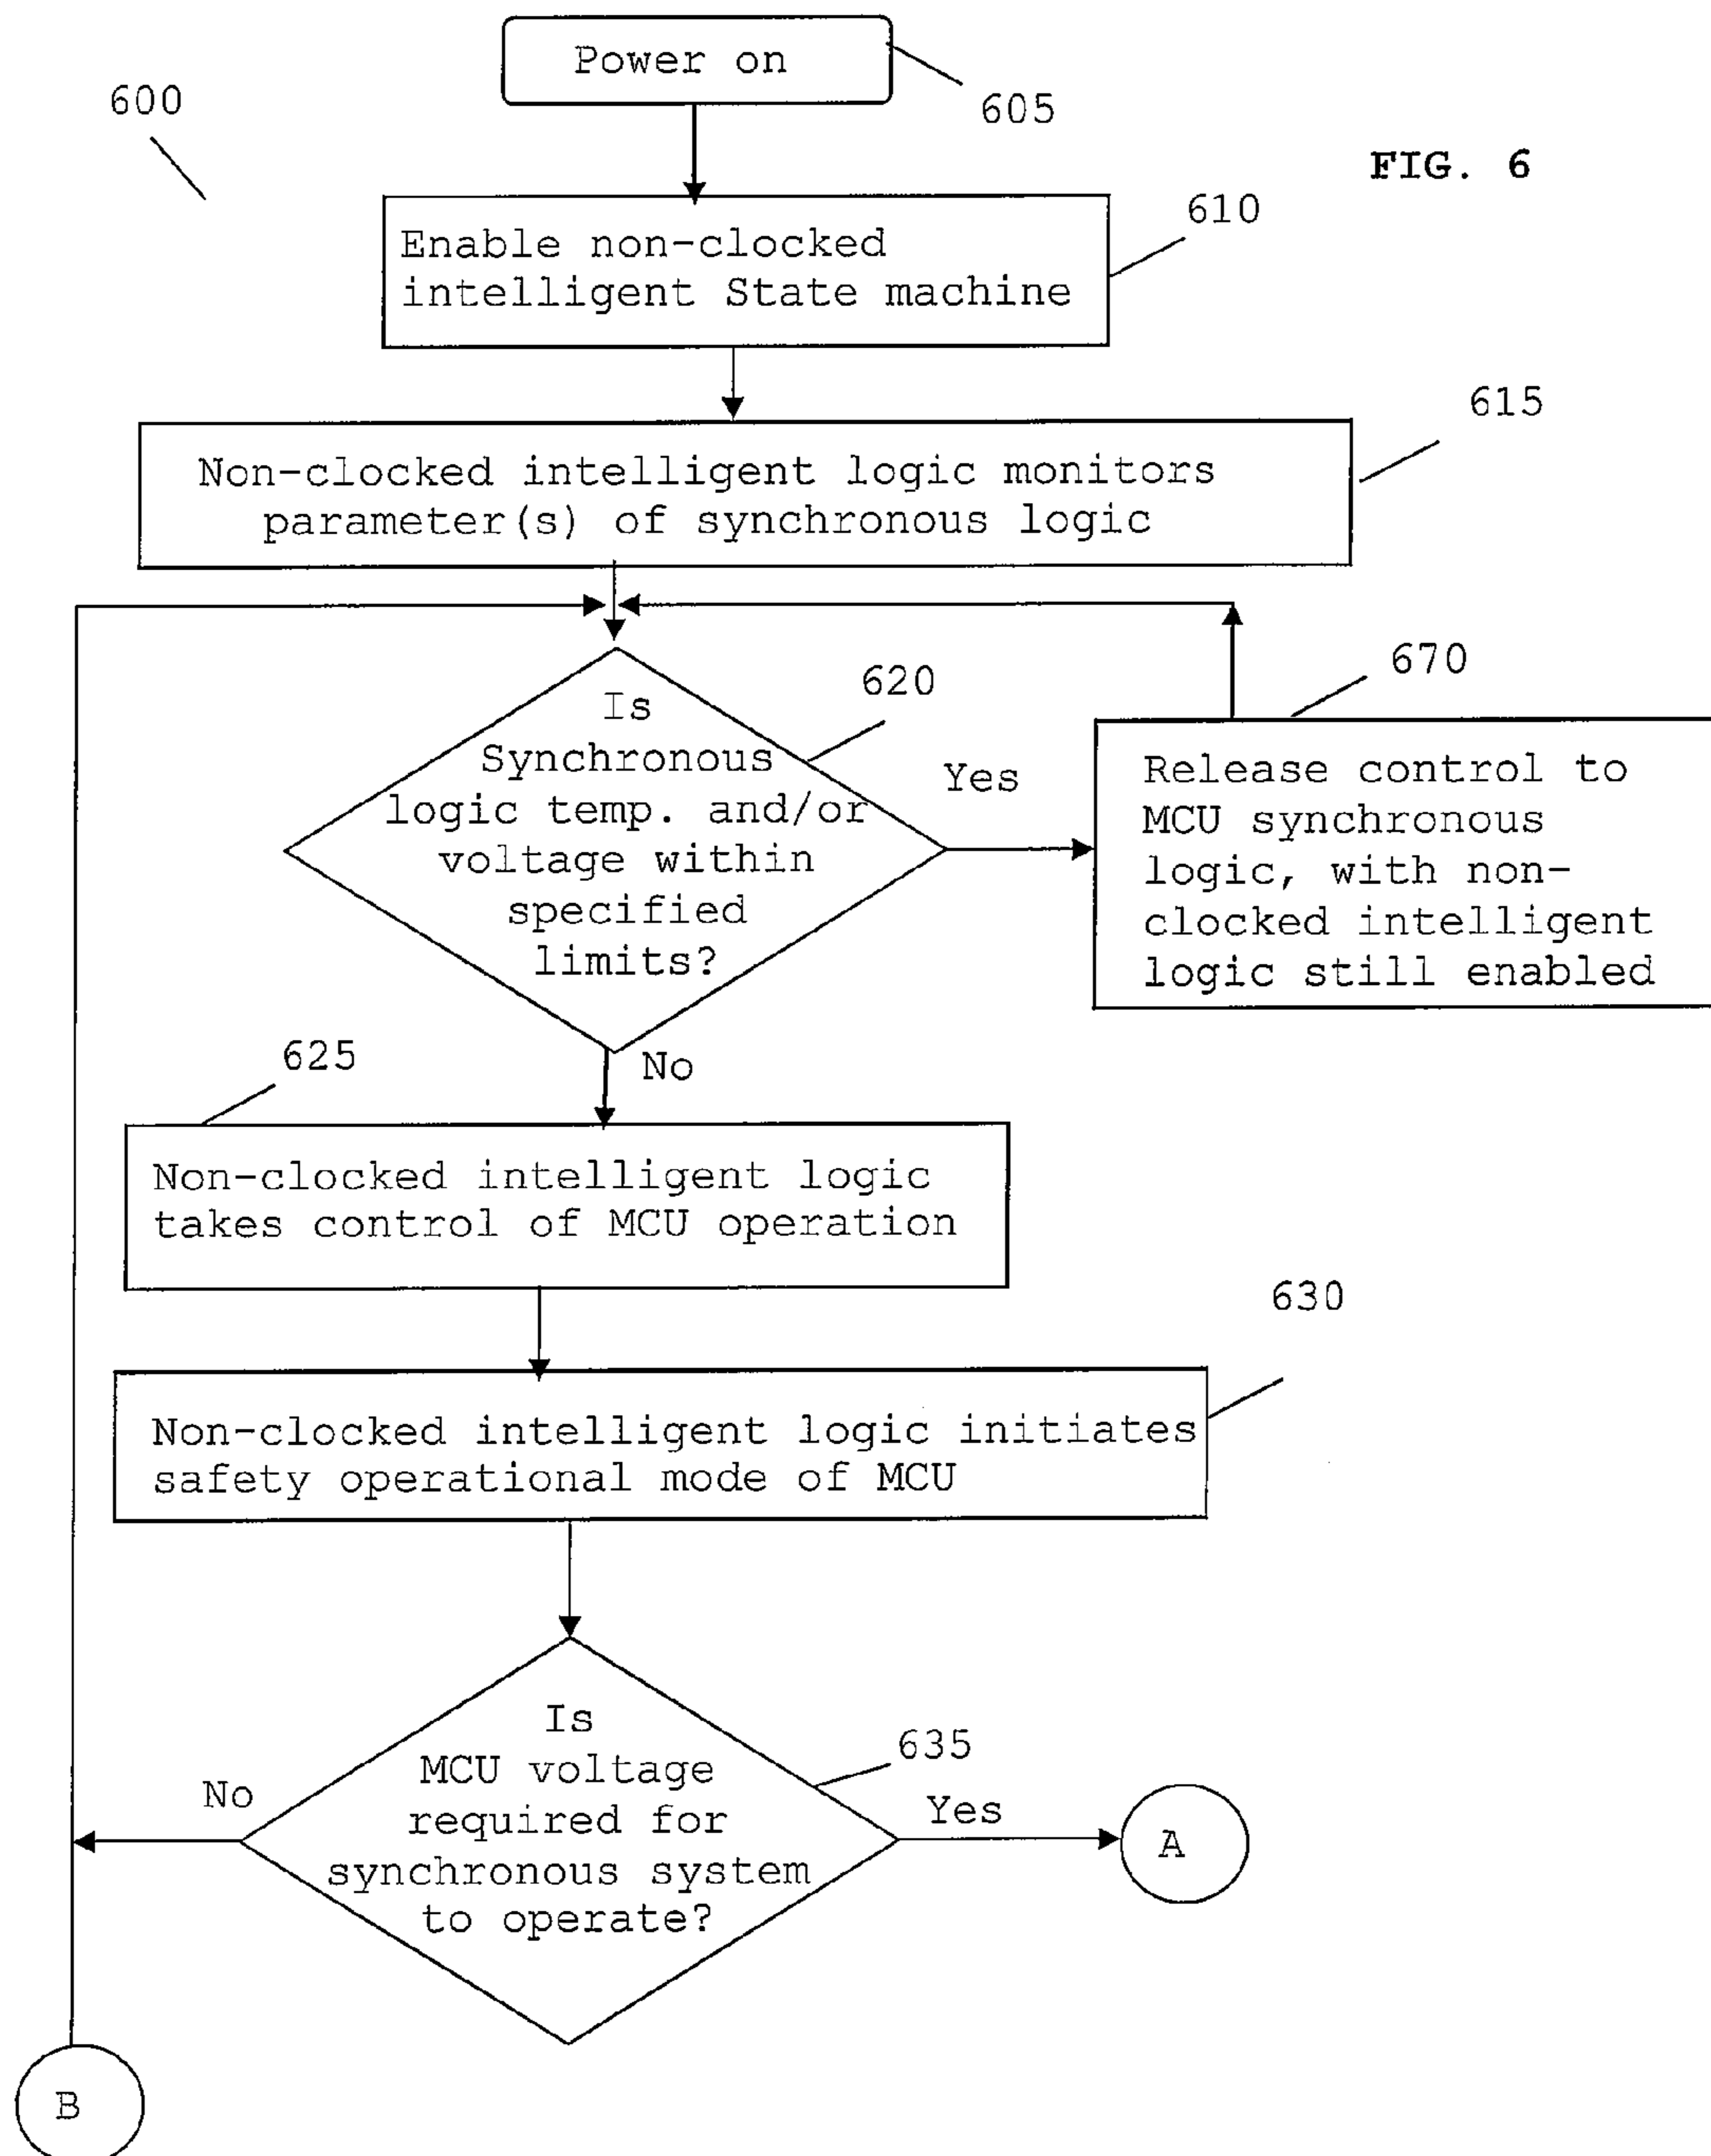 Power on
605
600
FIG. 6
610
Enable non-clocked
intelligent State machine
615
Non-clocked intelligent logic monitors
parameter(s) of synchronous logic
620
670
Is
Synchronous
logic temp. and/or
voltage within
specified
limits?
Yes
Release control to
MCU synchronous
logic, with non-
clocked intelligent
logic still enabled
No
625
Non-clocked intelligent logic
takes control of MCU operation
630
Non-clocked intelligent logic initiates
safety operational mode of MCU
635
Is
MCU voltage
required for
synchronous system
to operate?
No
Yes
A
B